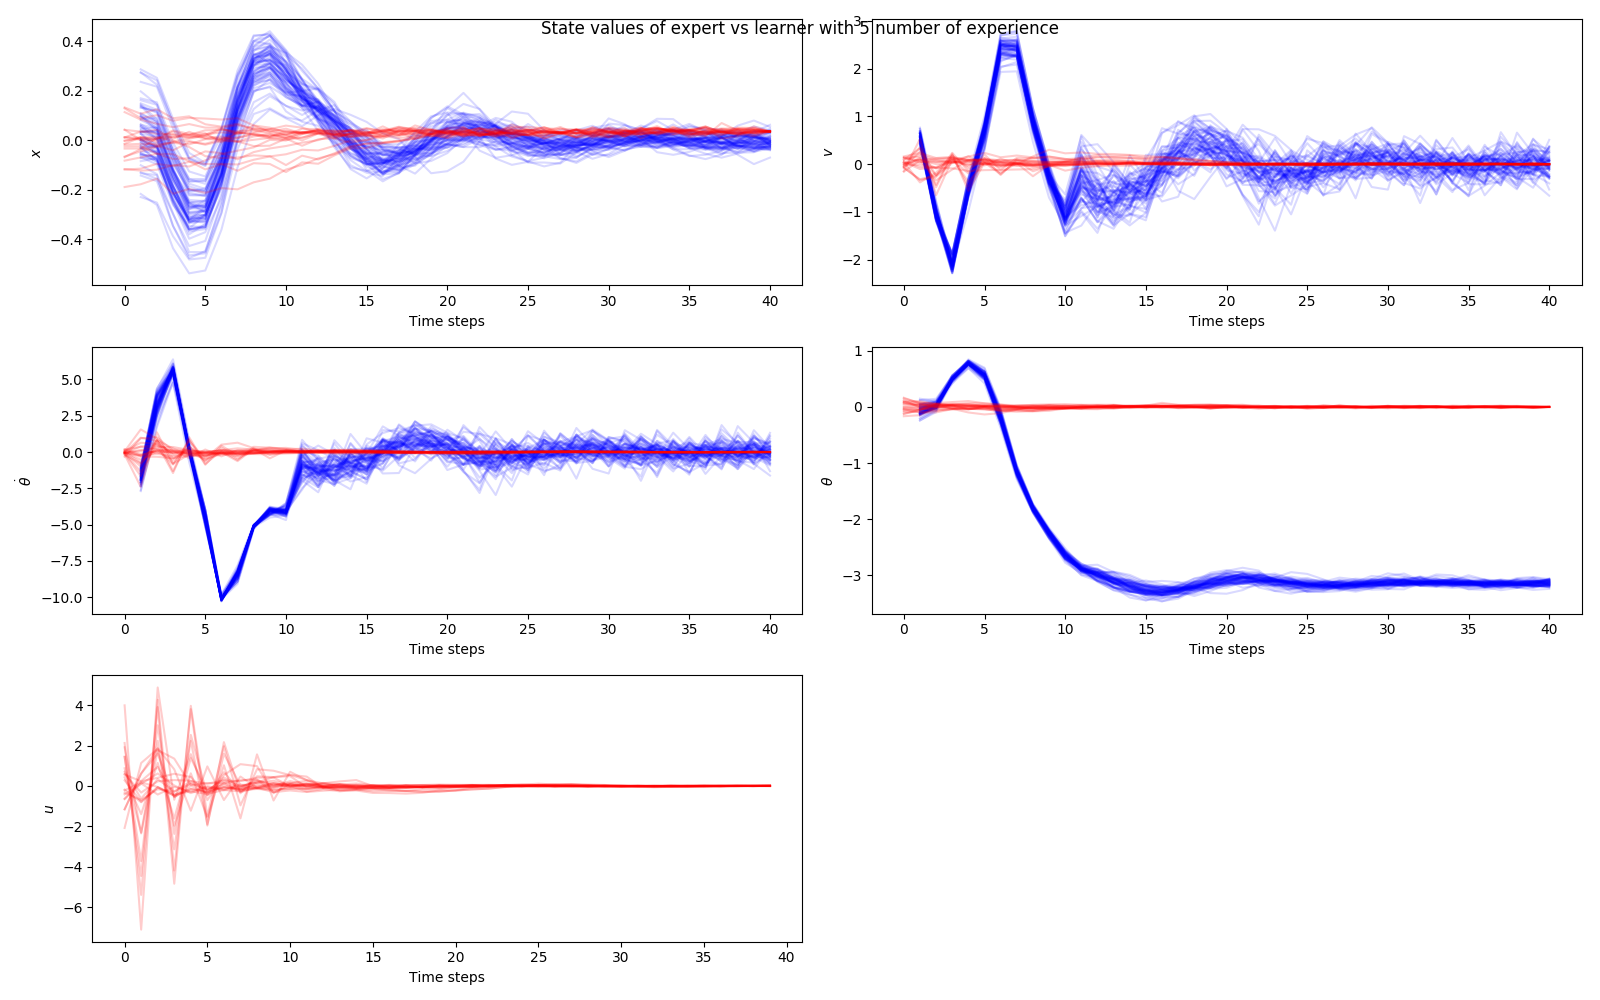 State values of expert vs learner with 5 number of experience
0.4
0.2
0.0
−0.2
−0.4
x
0 5 10 15 20 25 30 35 40
Time steps
3
2
1
0
−1
−2
v
0 5 10 15 20 25 30 35 40
Time steps
5.0
2.5
0.0
−2.5
−5.0
−7.5
−10.0
θ̇
0 5 10 15 20 25 30 35 40
Time steps
1
0
−1
−2
−3
θ
0 5 10 15 20 25 30 35 40
Time steps
4
2
0
−2
−4
−6
u
0 5 10 15 20 25 30 35 40
Time steps